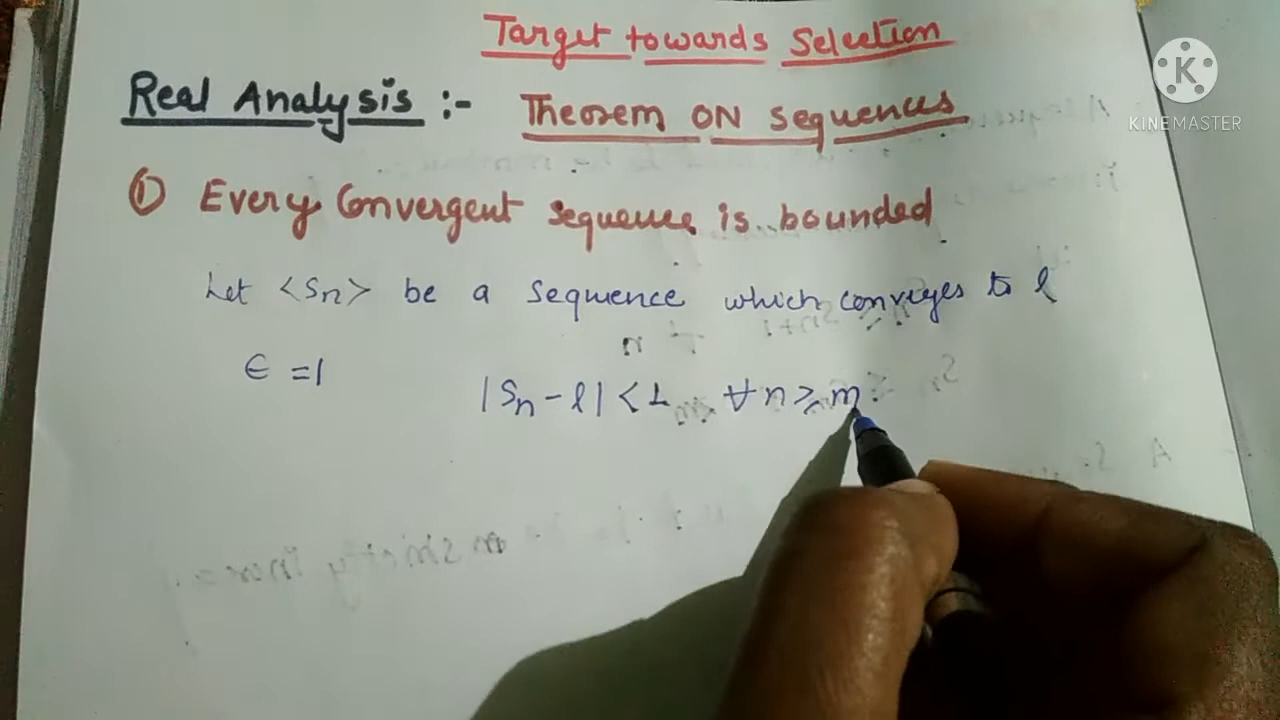 Target towards Selection
Real Analysis :- Theorem ON Sequences
① Every Convergent sequence is bounded
Let <Sn> be a sequence which converges to l
∈ = 1 |Sn - l| < 1 ∀ n ≥ m
K
KINEMASTER